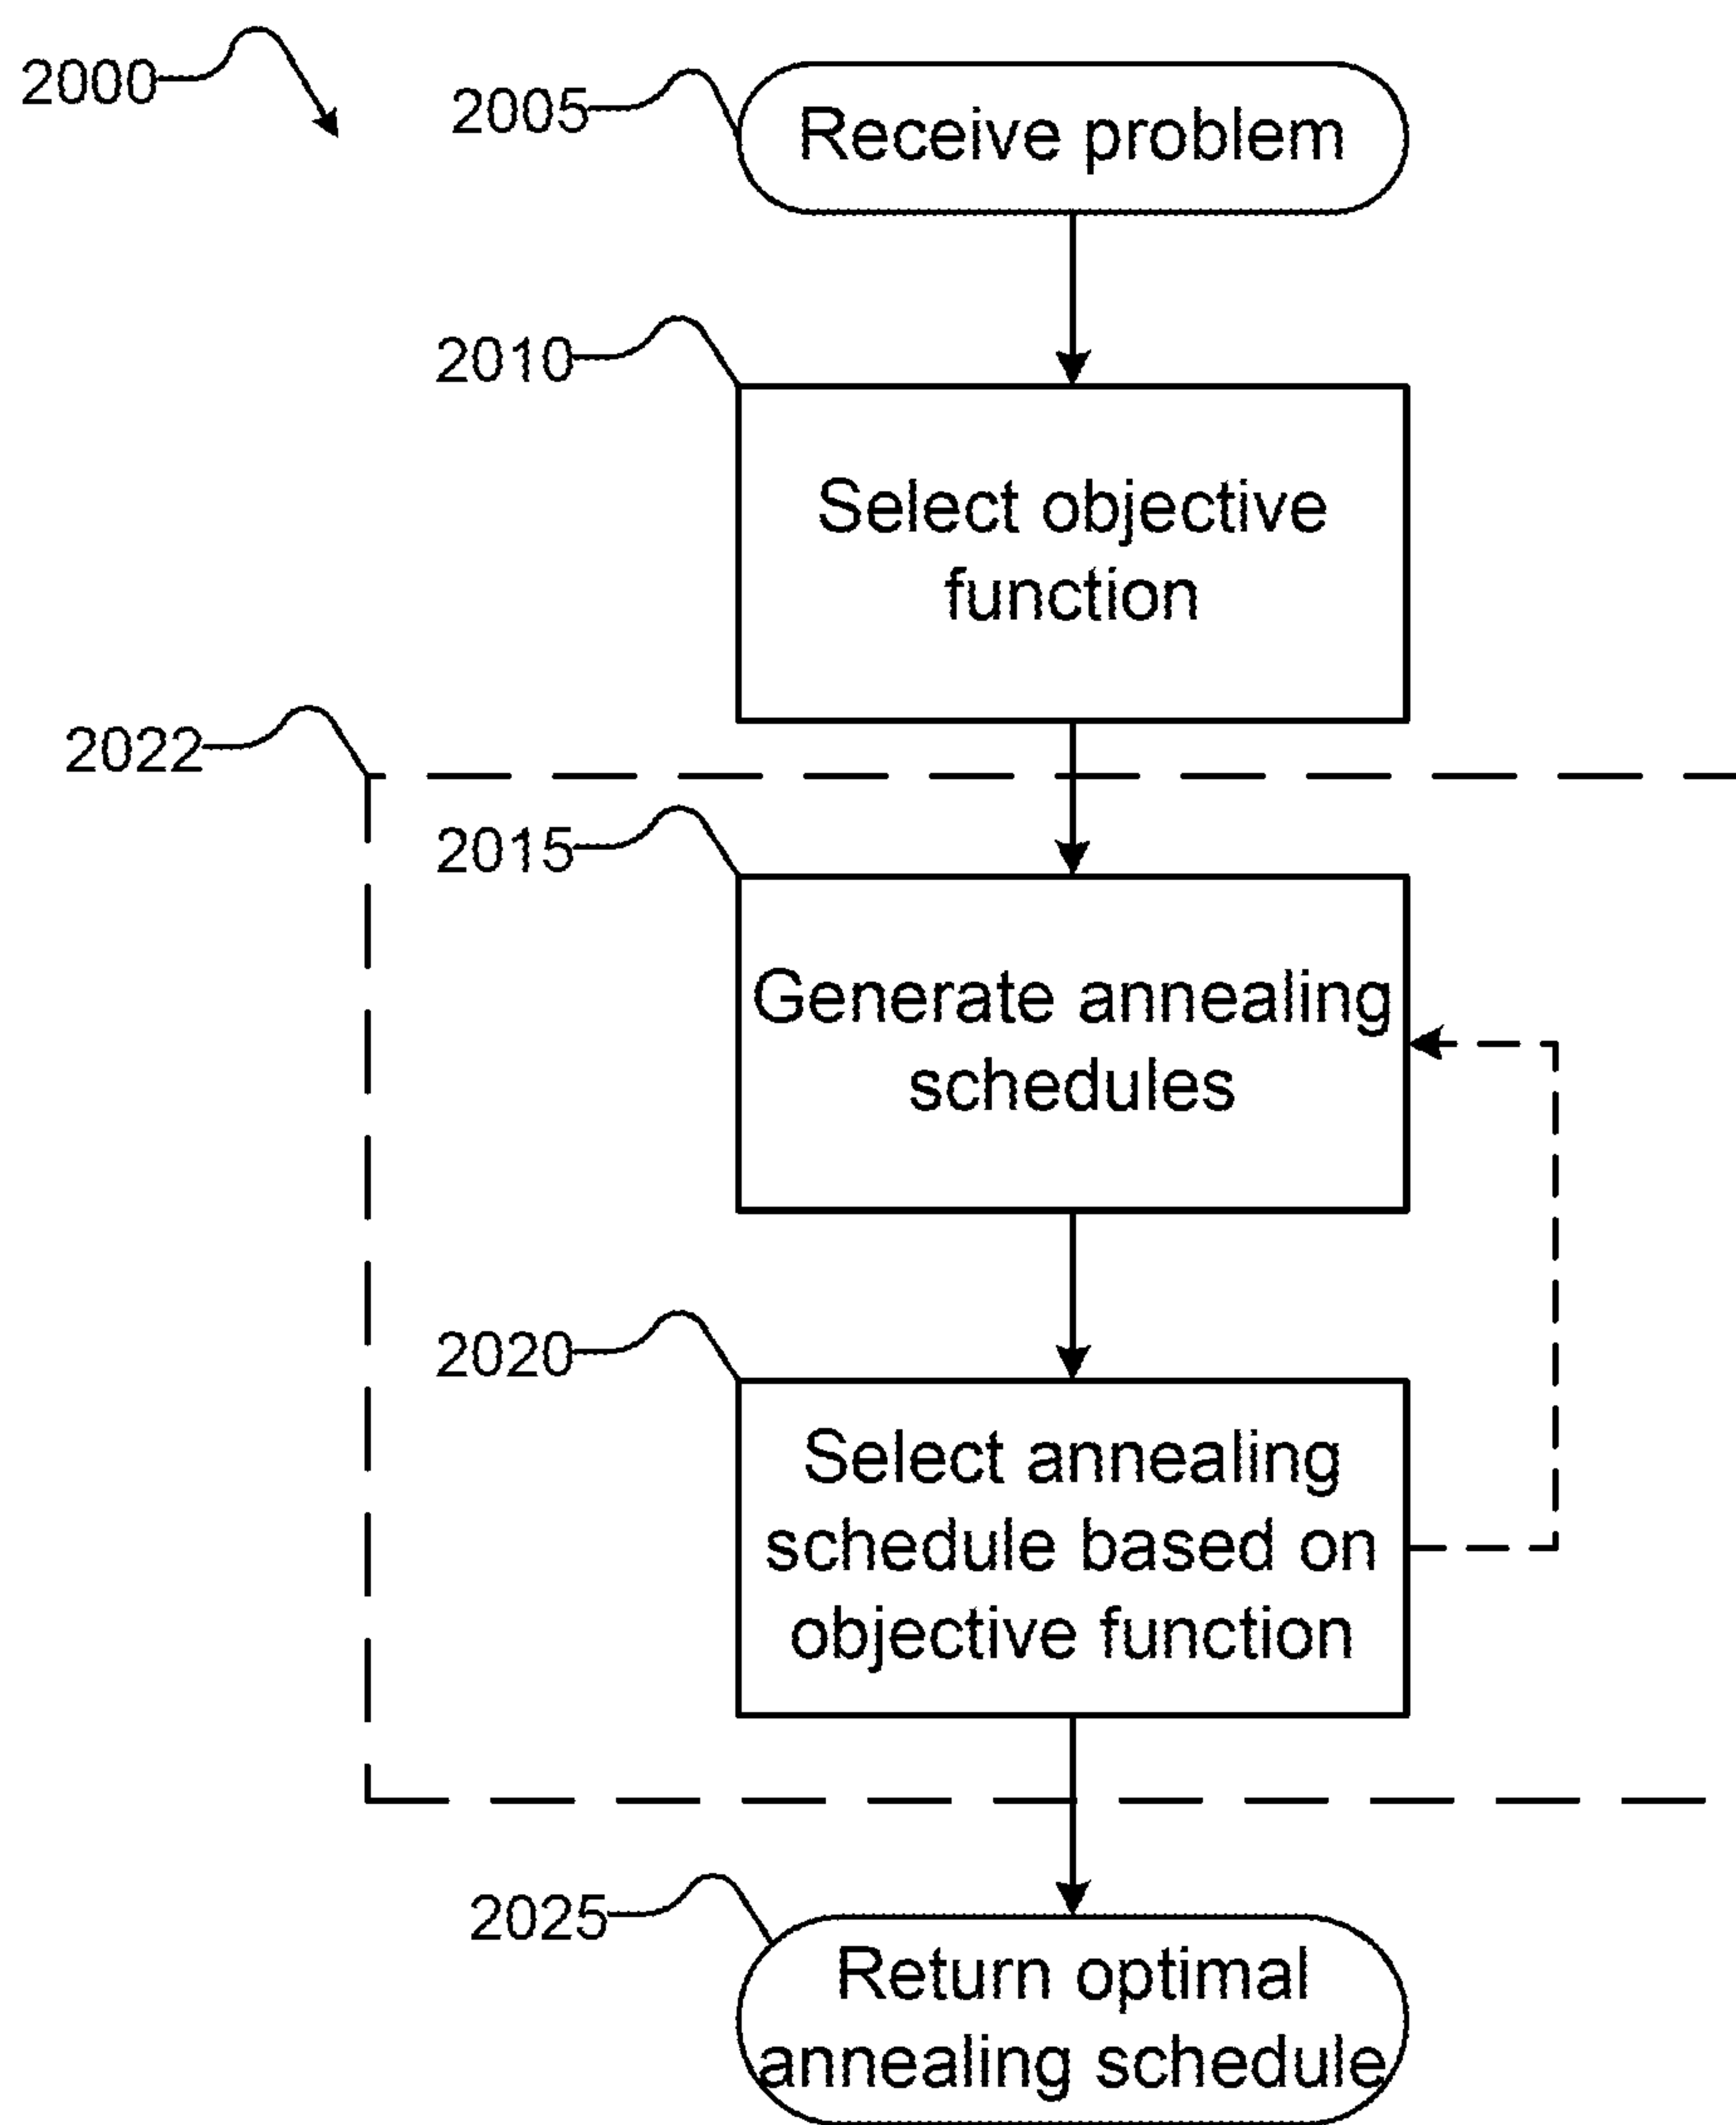 2000
2005
Receive problem
2010
Select objective
function
2022
2015
Generate annealing
schedules
2020
Select annealing
schedule based on
objective function
2025
Return optimal
annealing schedule